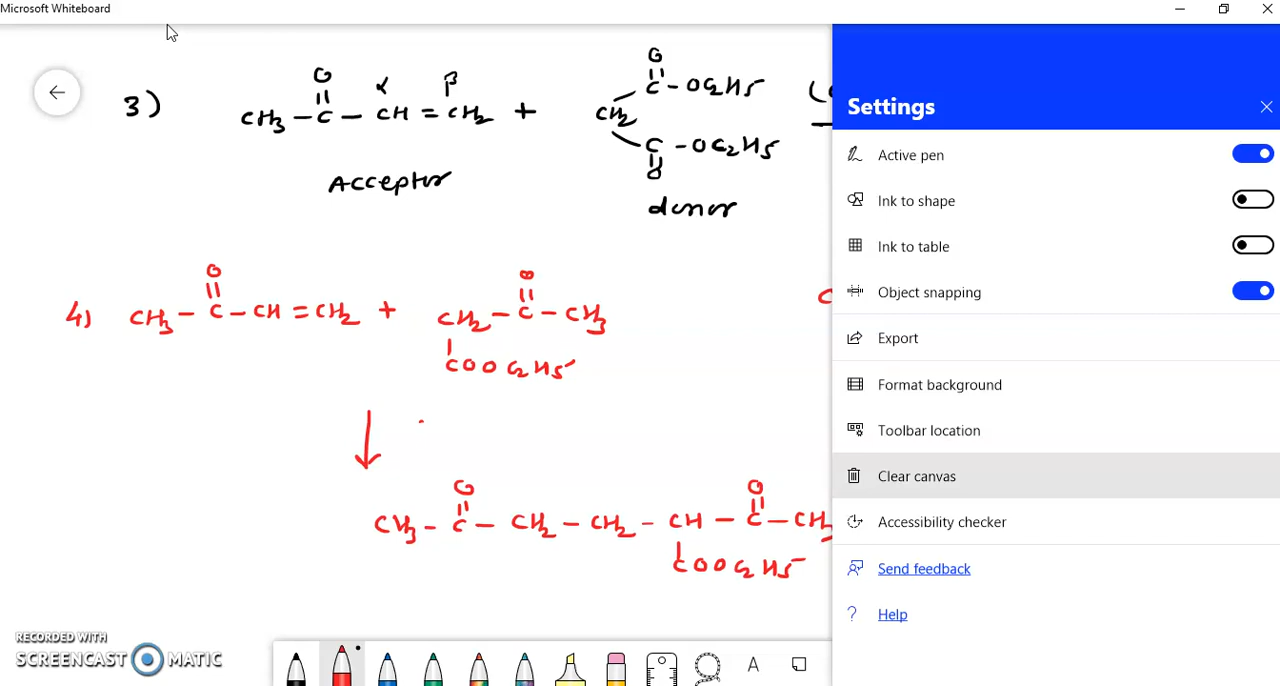 Microsoft Whiteboard
3)
O
||
CH3 - C - CH = CH2 +
α β
Acceptor
O
||
C - OC2H5
CH2
C - OC2H5
||
O
donor
4)
O
||
CH3 - C - CH = CH2 +
O
||
CH2 - C - CH3
|
COOC2H5
↓
O O
|| ||
CH3 - C - CH2 - CH2 - CH - C - CH3
|
COOC2H5
Settings
Active pen
Ink to shape
Ink to table
Object snapping
Export
Format background
Toolbar location
Clear canvas
Accessibility checker
Send feedback
? Help
RECORDED WITH
SCREENCAST MATIC
A